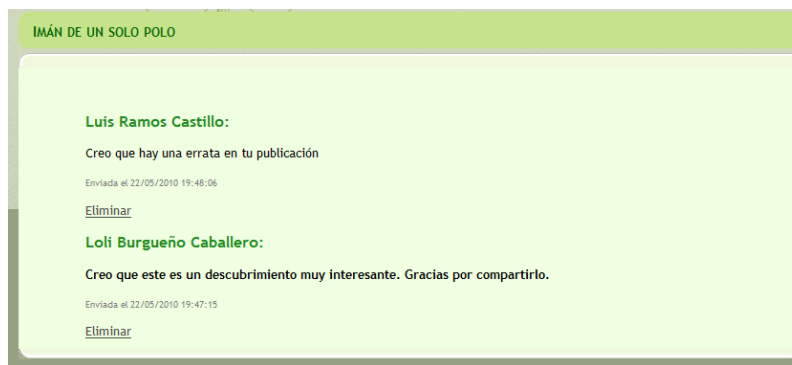 IMÁN DE UN SOLO POLO
Luis Ramos Castillo:
Creo que hay una errata en tu publicación
Enviada el 22/05/2010 19:48:06
Eliminar
Loli Burgueño Caballero:
Creo que este es un descubrimiento muy interesante. Gracias por compartirlo.
Enviada el 22/05/2010 19:47:15
Eliminar